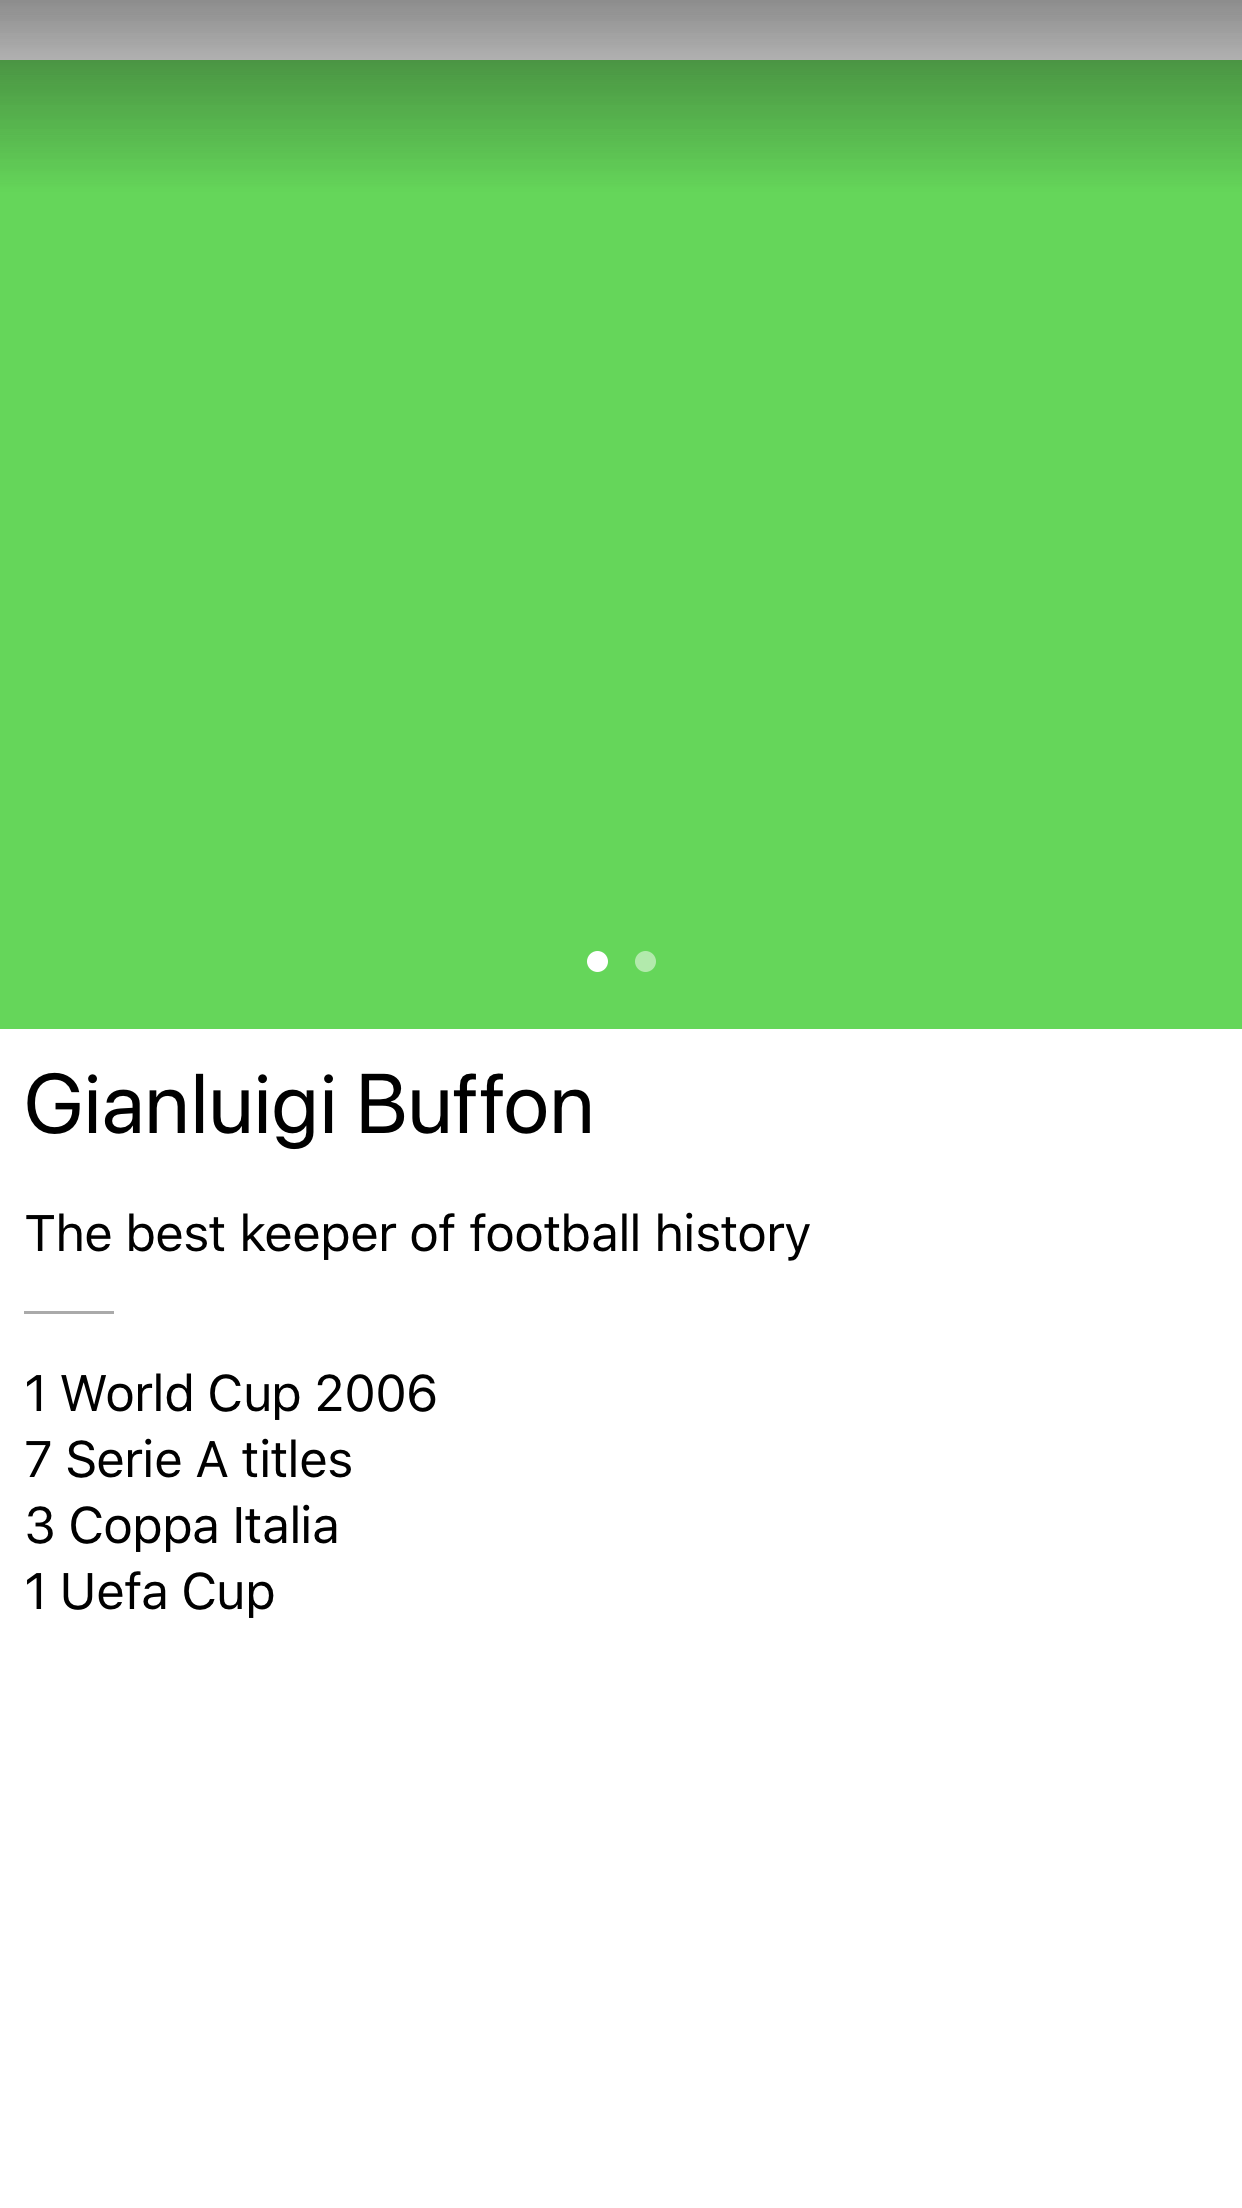 Gianluigi Buffon
The best keeper of football history
1 World Cup 2006
7 Serie A titles
3 Coppa Italia
1 Uefa Cup